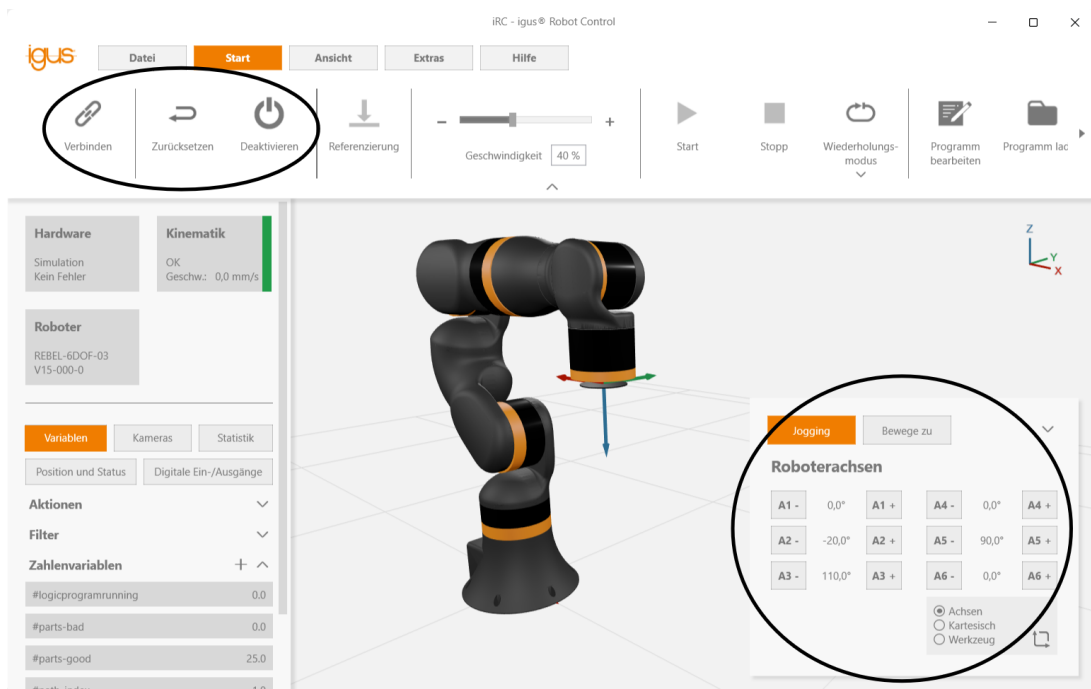 iRC - igus® Robot Control
igus
Datei Start Ansicht Extras Hilfe
Verbinden Zurücksetzen Deaktivieren Referenzierung
− +
Geschwindigkeit 40 %
Start Stopp Wiederholungs-
modus
Programm
bearbeiten
Programm lac
Hardware
Simulation
Kein Fehler
Kinematik
OK
Geschw.: 0,0 mm/s
Roboter
REBEL-6DOF-03
V15-000-0
Variablen Kameras Statistik
Position und Status Digitale Ein-/Ausgänge
Aktionen
Filter
Zahlenvariablen +
#logicprogramrunning 0.0
#parts-bad 0.0
#parts-good 25.0
Z
Y
X
Jogging Bewege zu
Roboterachsen
A1 - 0,0° A1 + A4 - 0,0° A4 +
A2 - -20,0° A2 + A5 - 90,0° A5 +
A3 - 110,0° A3 + A6 - 0,0° A6 +
Achsen
Kartesisch
Werkzeug